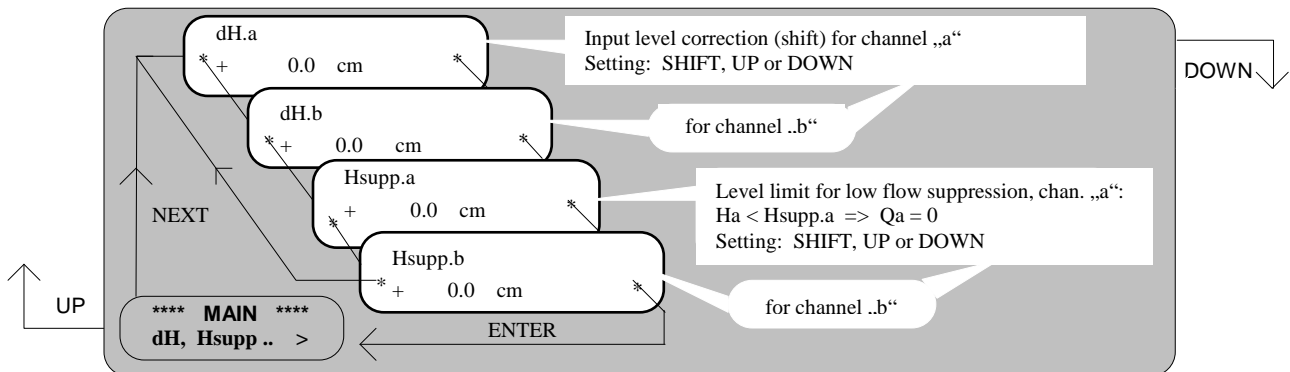 dH.a
* +        0.0    cm        *
Input level correction (shift) for channel „a“
Setting:  SHIFT, UP or DOWN
DOWN
dH.b
* +        0.0    cm        *
for channel ..b“
Hsupp.a
* +        0.0    cm        *
Level limit for low flow suppression, chan. „a“:
Ha < Hsupp.a  => Qa = 0
Setting:  SHIFT, UP or DOWN
NEXT
Hsupp.b
* +        0.0    cm        *
for channel ..b“
UP
**** MAIN ****
dH, Hsupp ..  >
ENTER